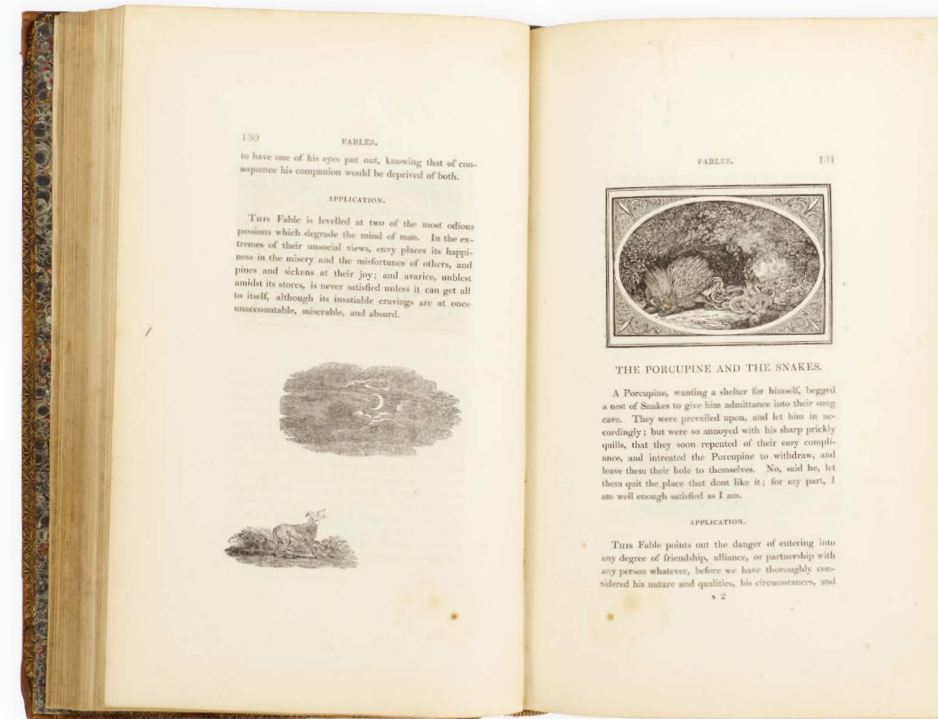 130
FABLES.
to have one of his eyes put out, knowing that of con-
sequence his companion would be deprived of both.
APPLICATION.
THIS Fable is levelled at two of the most odious
passions which degrade the mind of man. In the ex-
tremes of their unsocial views, envy places its happi-
ness in the misery and the misfortunes of others, and
pines and sickens at their joy; and avarice, unblest
amidst its stores, is never satisfied unless it can get all
to itself, although its insatiable cravings are at once
unaccountable, miserable, and absurd.
FABLES.
131
THE PORCUPINE AND THE SNAKES.
A Porcupine, wanting a shelter for himself, begged
a nest of Snakes to give him admittance into their snug
cave. They were prevailed upon, and let him in ac-
cordingly; but were so annoyed with his sharp prickly
quills, that they soon repented of their easy compli-
ance, and intreated the Porcupine to withdraw, and
leave them their hole to themselves. No, said he, let
them quit the place that dont like it; for my part, I
am well enough satisfied as I am.
APPLICATION.
THIS Fable points out the danger of entering into
any degree of friendship, alliance, or partnership with
any person whatever, before we have thoroughly con-
sidered his nature and qualities, his circumstances, and
s 2